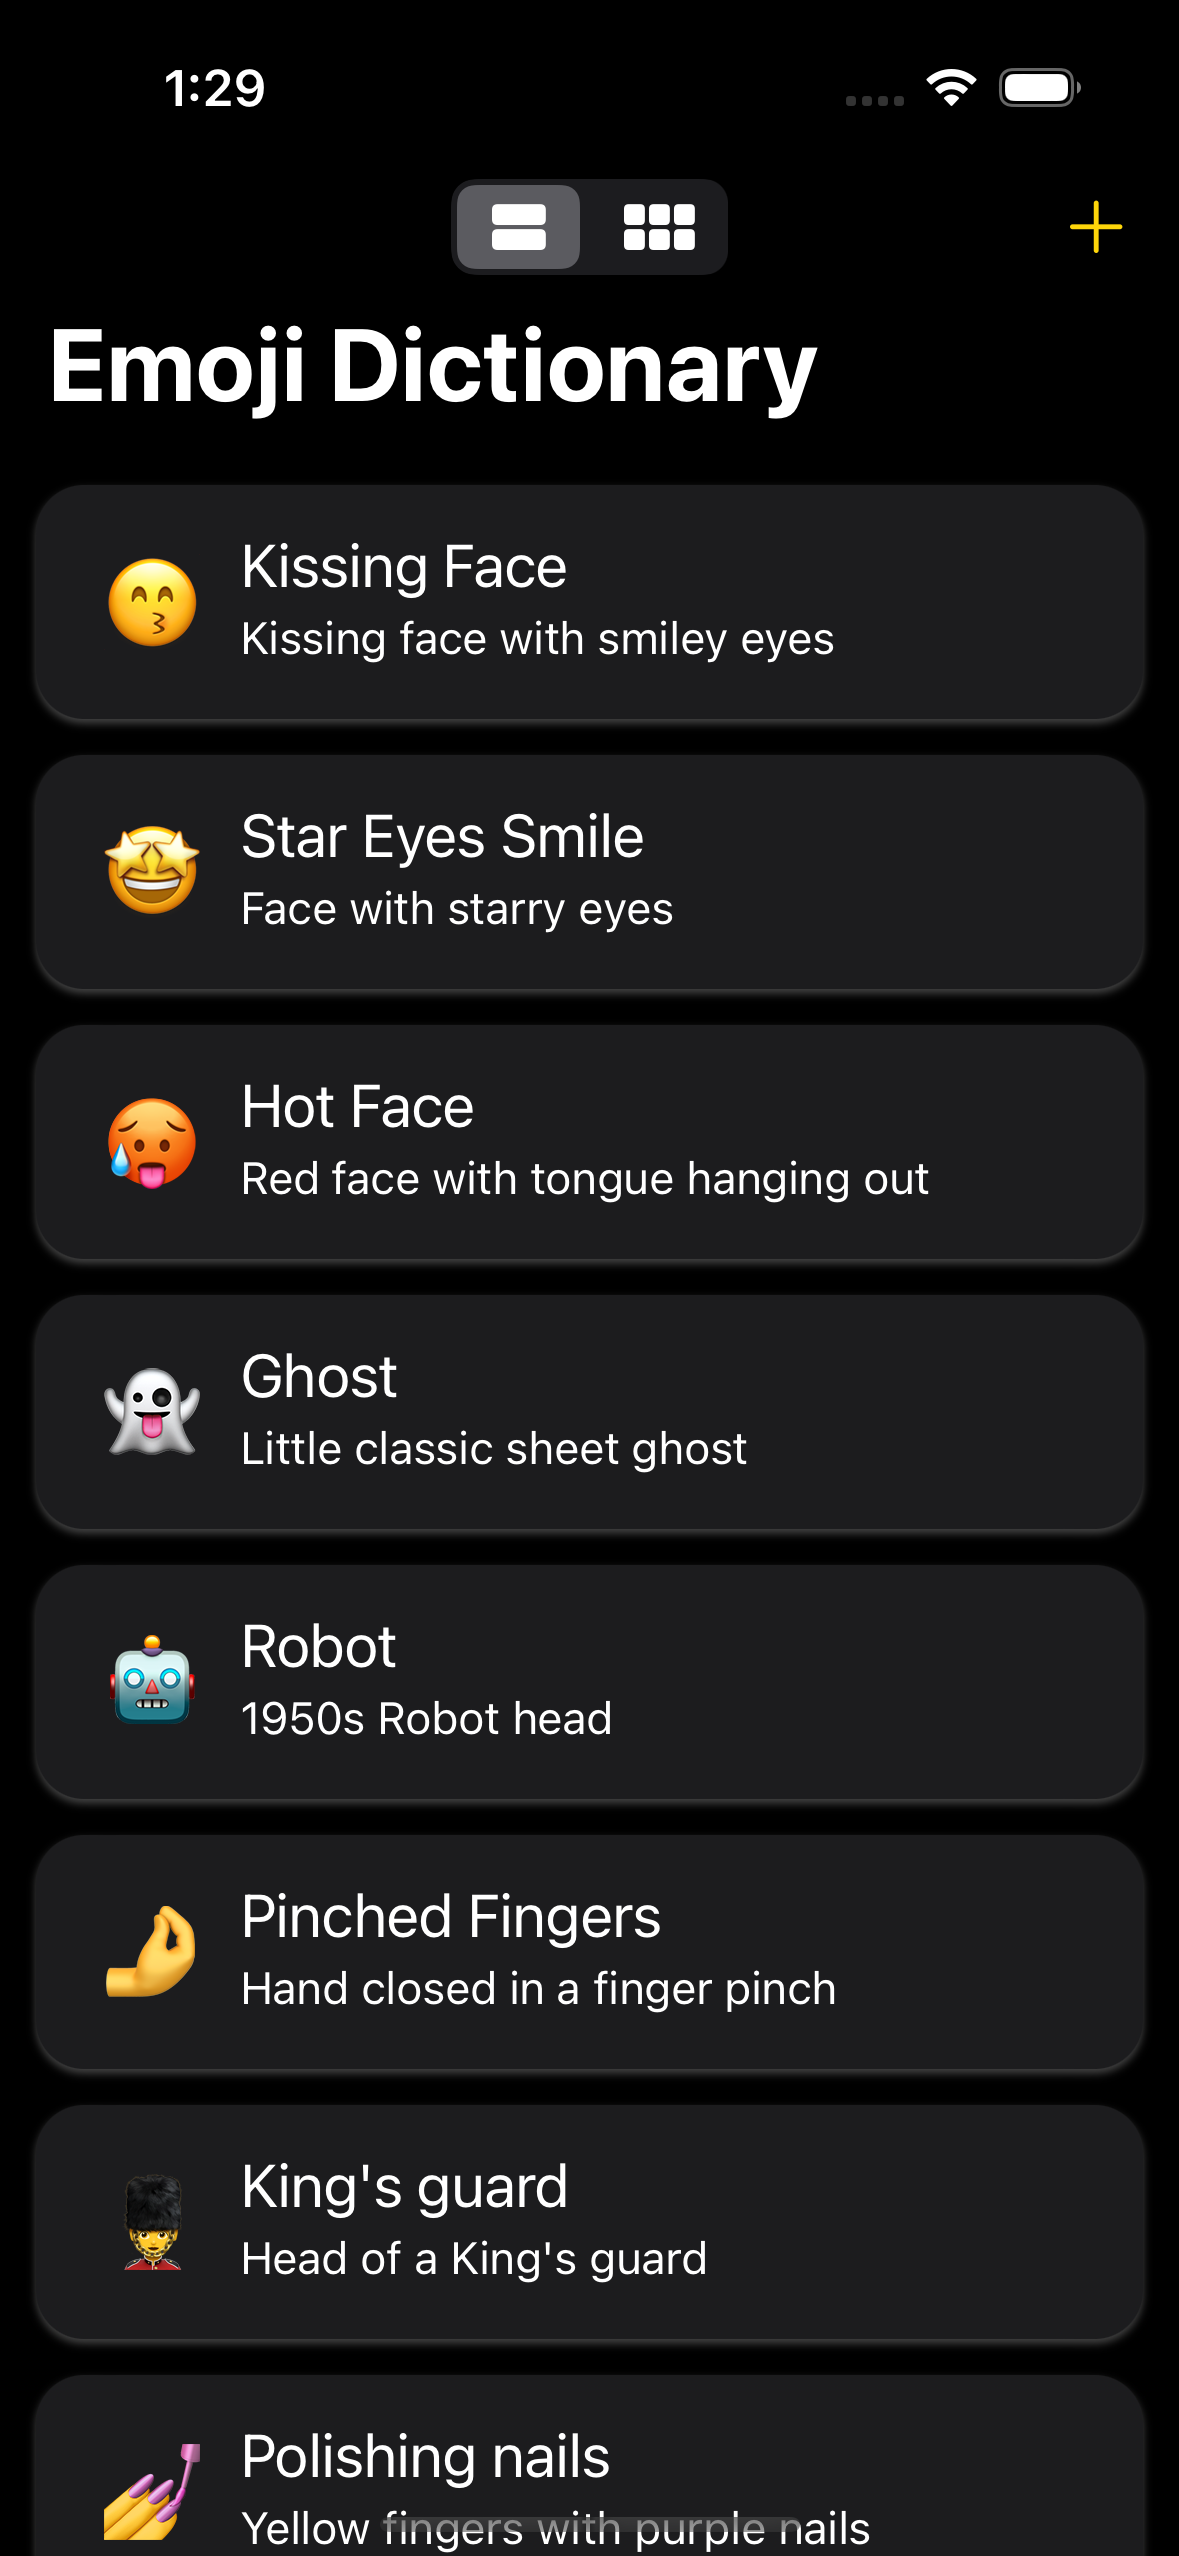 1:29
Emoji Dictionary
Kissing Face
Kissing face with smiley eyes
Star Eyes Smile
Face with starry eyes
Hot Face
Red face with tongue hanging out
Ghost
Little classic sheet ghost
Robot
1950s Robot head
Pinched Fingers
Hand closed in a finger pinch
King's guard
Head of a King's guard
Polishing nails
Yellow fingers with purple nails